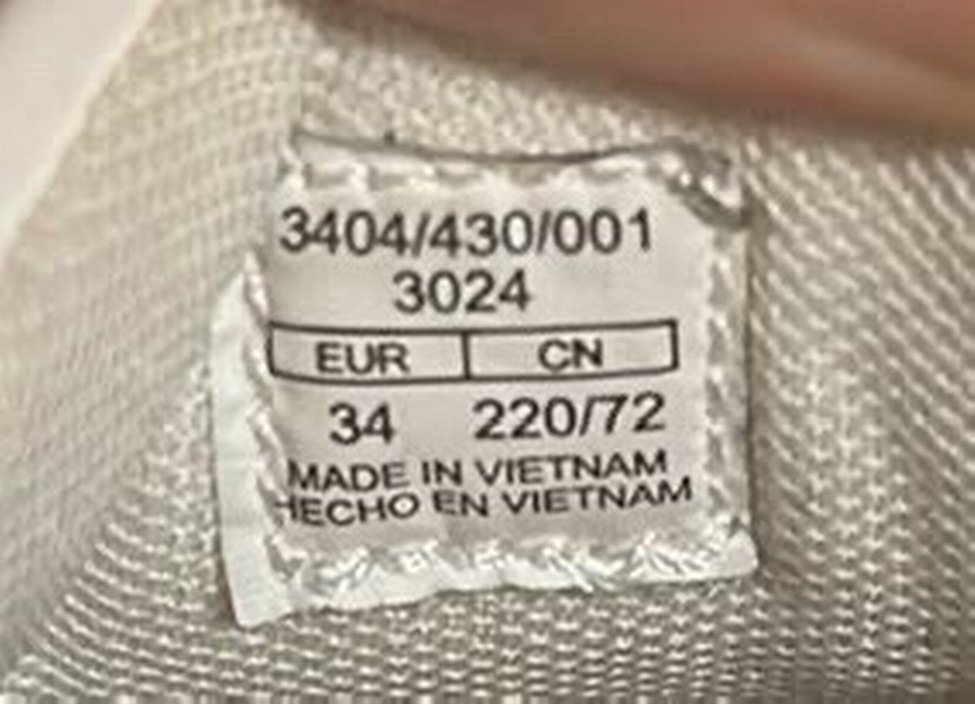 3404/430/001
3024
EUR CN
34 220/72
MADE IN VIETNAM
HECHO EN VIETNAM